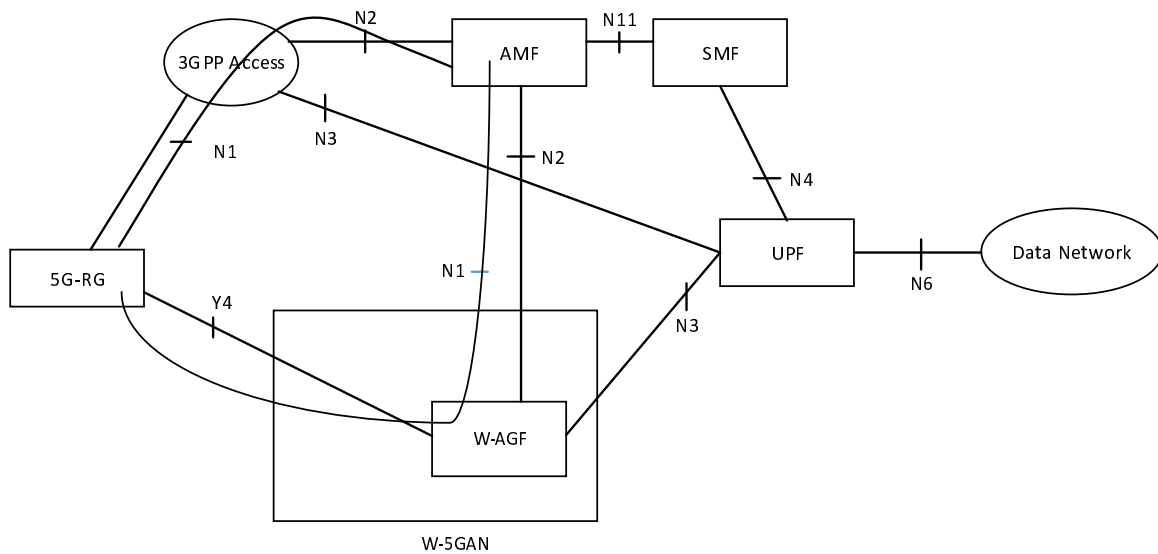 N2
N11
3GPP Access
AMF
SMF
N3
N1
N2
N4
5G-RG
N1
UPF
Data Network
N6
Y4
N3
W-AGF
W-5GAN